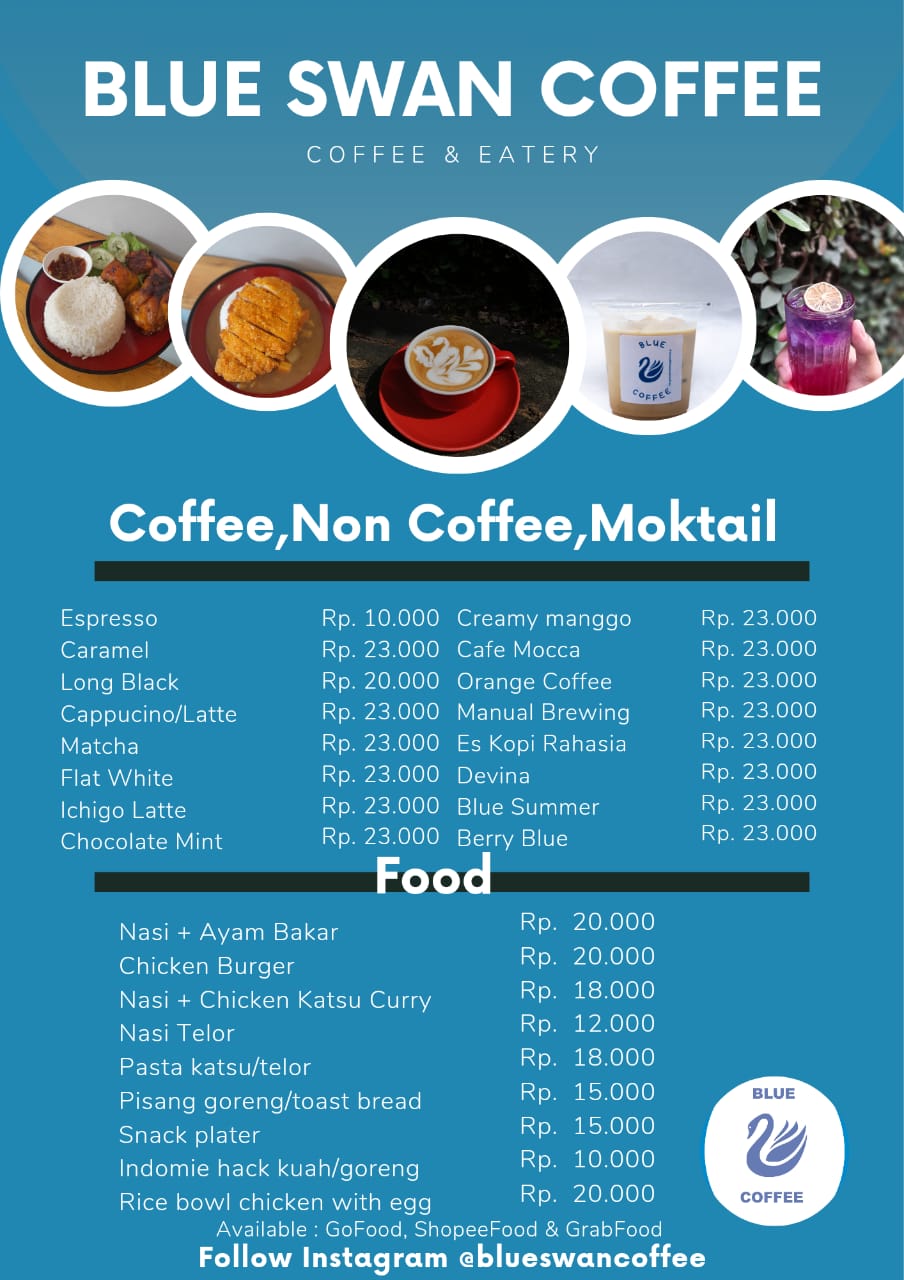 BLUE SWAN COFFEE
COFFEE & EATERY
BLUE
COFFEE
Coffee,Non Coffee,Moktail
Espresso Rp. 10.000
Caramel Rp. 23.000
Long Black Rp. 20.000
Cappucino/Latte Rp. 23.000
Matcha Rp. 23.000
Flat White Rp. 23.000
Ichigo Latte Rp. 23.000
Chocolate Mint Rp. 23.000
Creamy manggo Rp. 23.000
Cafe Mocca Rp. 23.000
Orange Coffee Rp. 23.000
Manual Brewing Rp. 23.000
Es Kopi Rahasia Rp. 23.000
Devina Rp. 23.000
Blue Summer Rp. 23.000
Berry Blue Rp. 23.000
Food
Nasi + Ayam Bakar Rp. 20.000
Chicken Burger Rp. 20.000
Nasi + Chicken Katsu Curry Rp. 18.000
Nasi Telor Rp. 12.000
Pasta katsu/telor Rp. 18.000
Pisang goreng/toast bread Rp. 15.000
Snack plater Rp. 15.000
Indomie hack kuah/goreng Rp. 10.000
Rice bowl chicken with egg Rp. 20.000
BLUE
COFFEE
Available : GoFood, ShopeeFood & GrabFood
Follow Instagram @blueswancoffee